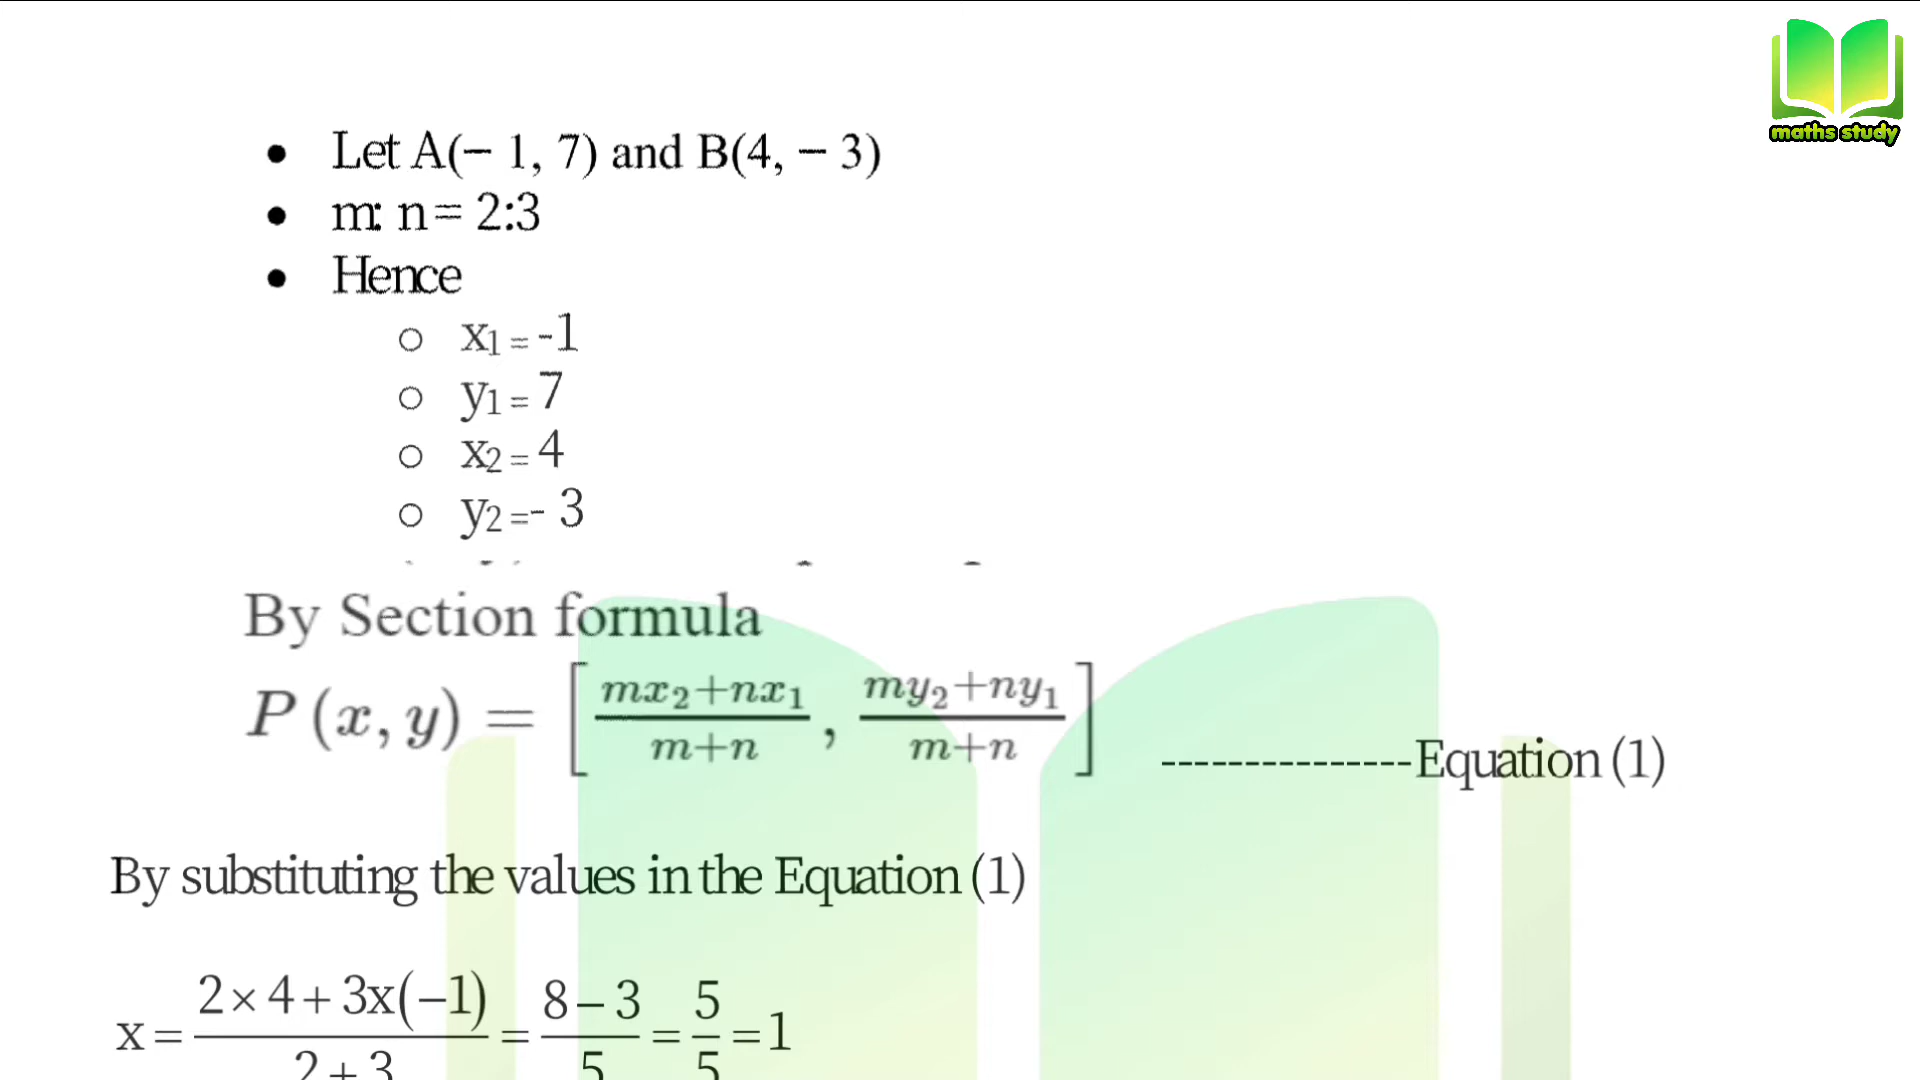 maths study
• Let A(− 1, 7) and B(4, − 3)
• m: n = 2:3
• Hence
○ x₁ = -1
○ y₁ = 7
○ x₂ = 4
○ y₂ =- 3
By Section formula
P (x, y) = [ (mx₂+nx₁)/(m+n) , (my₂+ny₁)/(m+n) ] ---------------Equation (1)
By substituting the values in the Equation (1)
x = (2 × 4 + 3x(−1))/(2 + 3) = (8 − 3)/5 = 5/5 = 1